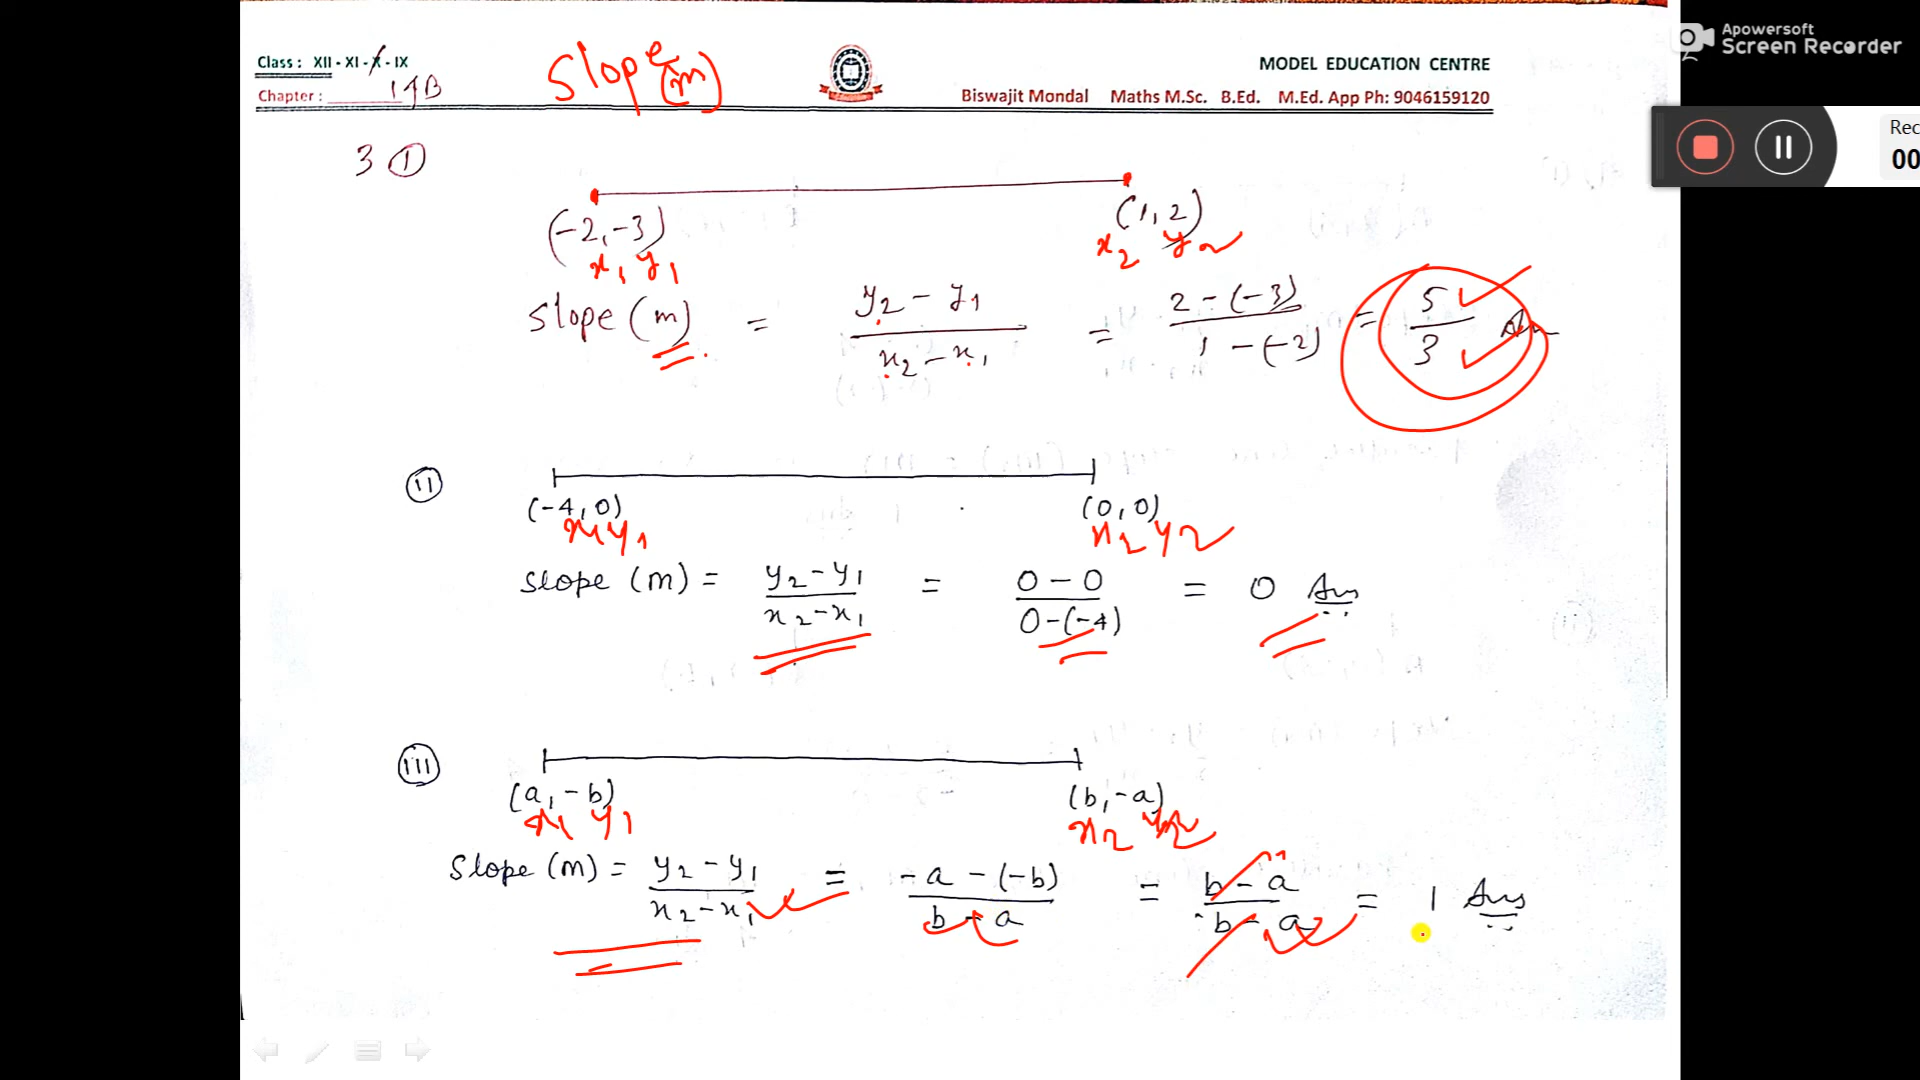 Apowersoft
Screen Recorder
Rec
00
Class : XII - XI - X - IX
Chapter : 14B
Slope (m)
MODEL EDUCATION CENTRE
Biswajit Mondal Maths M.Sc. B.Ed. M.Ed. App Ph: 9046159120
3 (i)
(-2, -3) (1, 2)
x₁ y₁ x₂ y₂
Slope (m) = y₂ - y₁ / x₂ - x₁ = 2 - (-3) / 1 - (-2) = 5 / 3 Ans
(ii)
(-4, 0) (0, 0)
x₁ y₁ x₂ y₂
Slope (m) = y₂ - y₁ / x₂ - x₁ = 0 - 0 / 0 - (-4) = 0 Ans
(iii)
(a, -b) (b, -a)
x₁ y₁ x₂ y₂
Slope (m) = y₂ - y₁ / x₂ - x₁ = -a - (-b) / b - a = b - a / b - a = 1 Ans